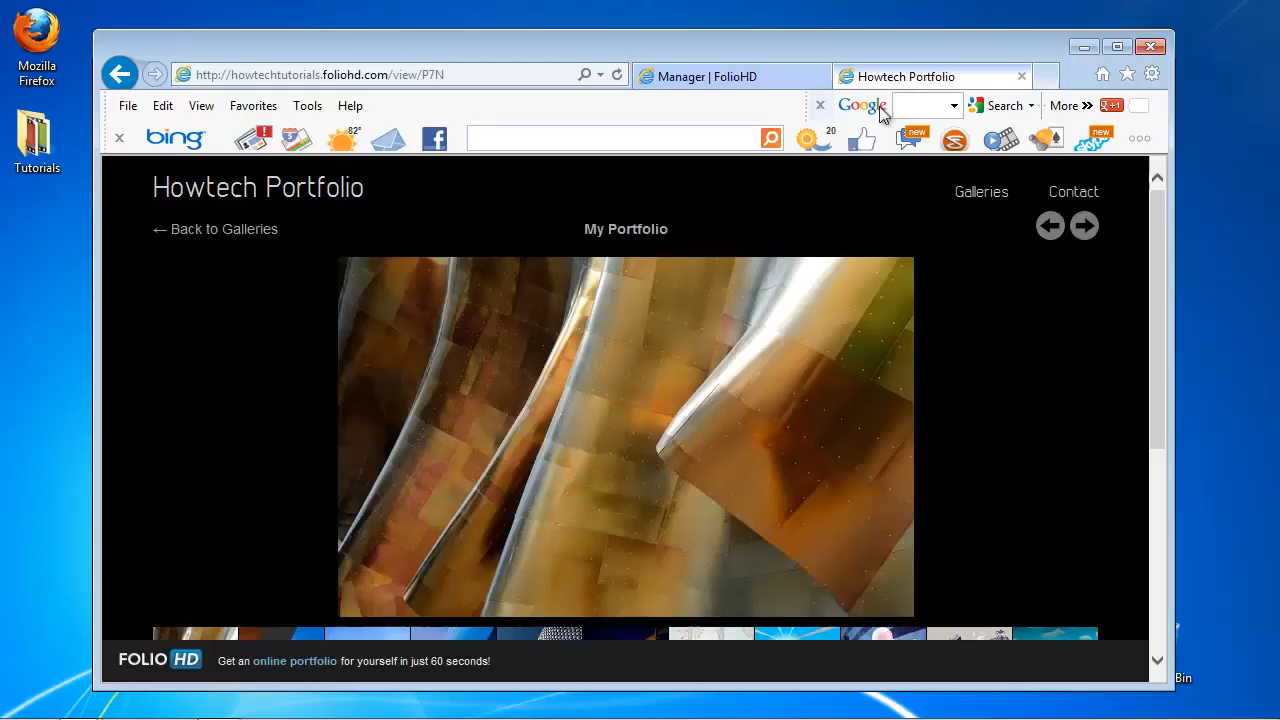 Mozilla
Firefox
Tutorials
http://howtechtutorials.foliohd.com/view/P7N
Manager | FolioHD
Howtech Portfolio
File Edit View Favorites Tools Help
Google Search More » +1
bing 82° 20 new new skype
Howtech Portfolio
Galleries Contact
← Back to Galleries
My Portfolio
FOLIO HD Get an online portfolio for yourself in just 60 seconds!
Bin